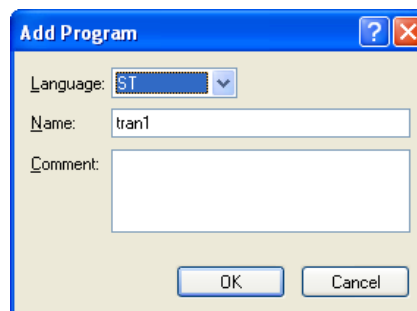 Add Program
Language: ST
Name: tran1
Comment:
OK Cancel